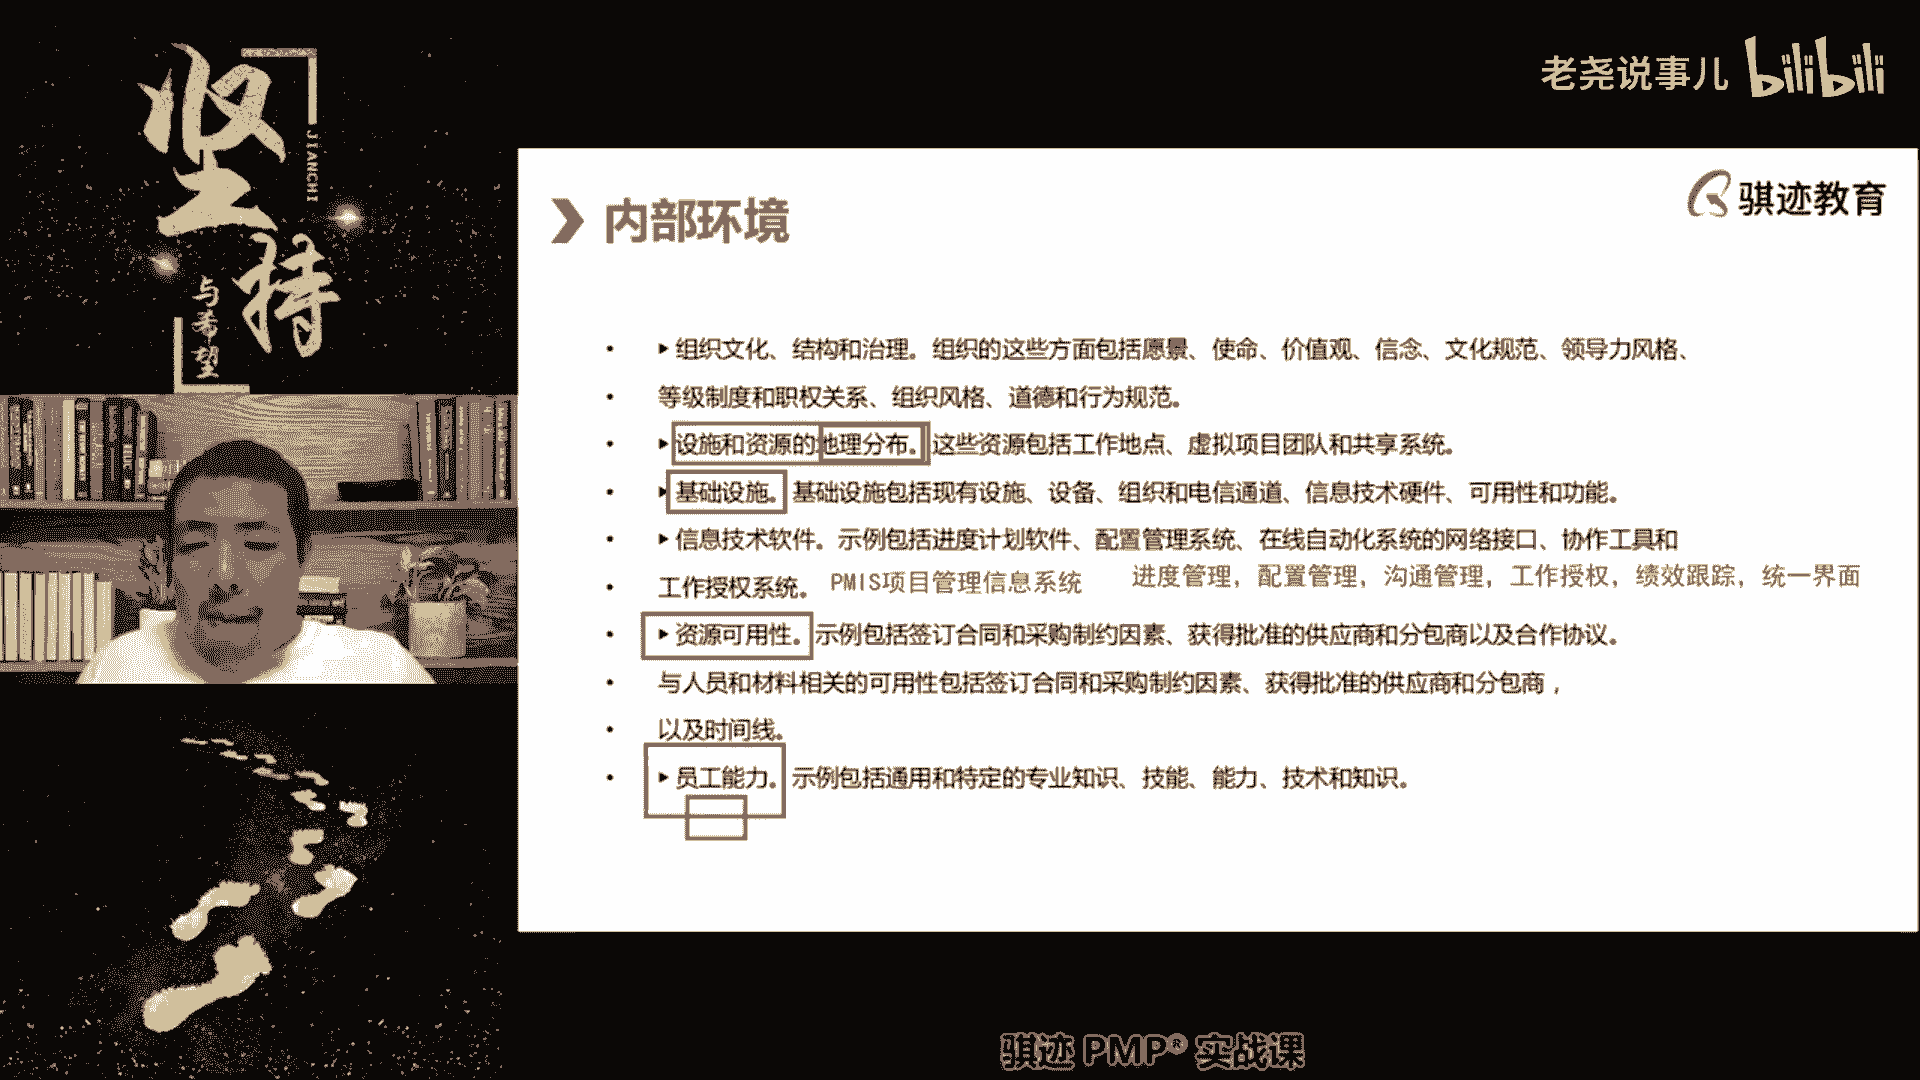 坚持
JIANCHI
与希望
老尧说事儿 bilibili
骐迹教育
内部环境
• ▸组织文化、结构和治理。组织的这些方面包括愿景、使命、价值观、信念、文化规范、领导力风格、
• 等级制度和职权关系、组织风格、道德和行为规范。
• ▸设施和资源的地理分布。这些资源包括工作地点、虚拟项目团队和共享系统。
• ▸基础设施。基础设施包括现有设施、设备、组织和电信通道、信息技术硬件、可用性和功能。
• ▸信息技术软件。示例包括进度计划软件、配置管理系统、在线自动化系统的网络接口、协作工具和
• 工作授权系统。 PMIS项目管理信息系统 进度管理，配置管理，沟通管理，工作授权，绩效跟踪，统一界面
• ▸资源可用性。示例包括签订合同和采购制约因素、获得批准的供应商和分包商以及合作协议。
• 与人员和材料相关的可用性包括签订合同和采购制约因素、获得批准的供应商和分包商，
• 以及时间线。
• ▸员工能力。示例包括通用和特定的专业知识、技能、能力、技术和知识。
骐迹 PMP® 实战课